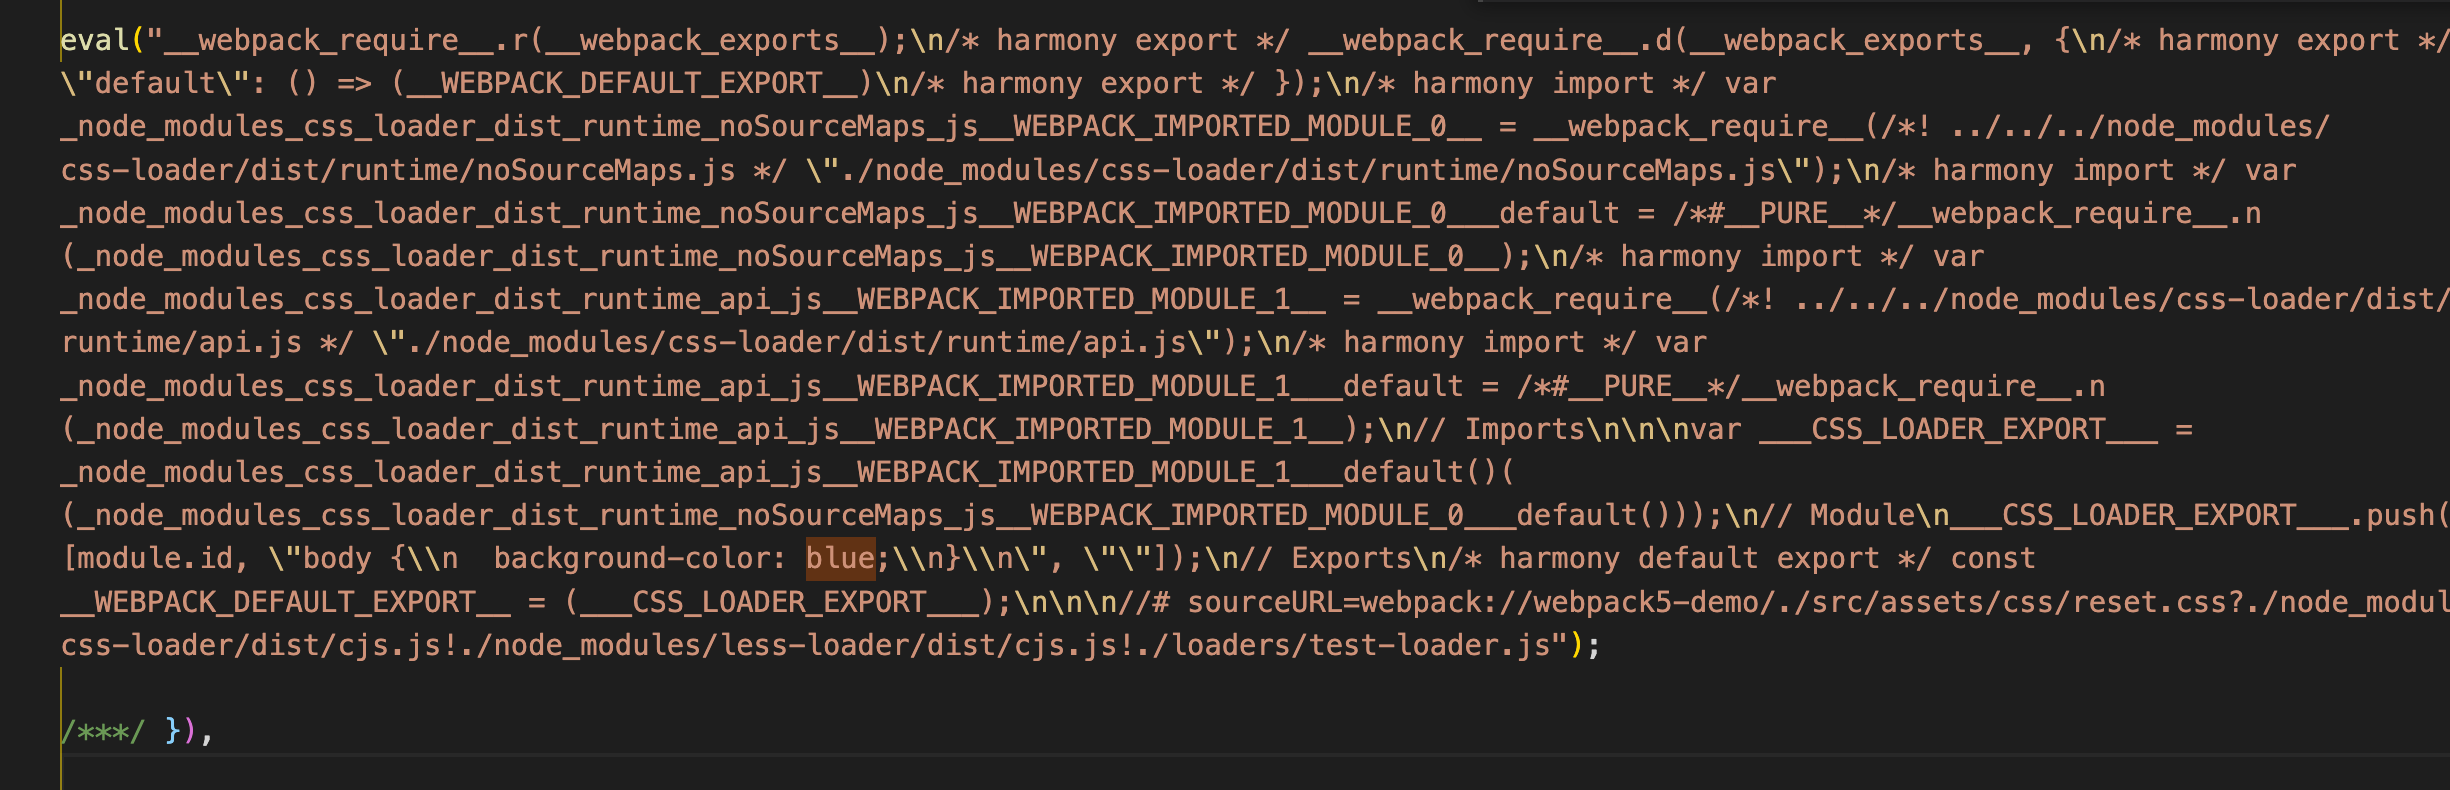 eval("__webpack_require__.r(__webpack_exports__);\n/* harmony export */ __webpack_require__.d(__webpack_exports__, {\n/* harmony export */
\"default\": () => (__WEBPACK_DEFAULT_EXPORT__)\n/* harmony export */ });\n/* harmony import */ var
_node_modules_css_loader_dist_runtime_noSourceMaps_js__WEBPACK_IMPORTED_MODULE_0__ = __webpack_require__(/*! ../../../node_modules/
css-loader/dist/runtime/noSourceMaps.js */ \"./node_modules/css-loader/dist/runtime/noSourceMaps.js\");\n/* harmony import */ var
_node_modules_css_loader_dist_runtime_noSourceMaps_js__WEBPACK_IMPORTED_MODULE_0___default = /*#__PURE__*/__webpack_require__.n
(_node_modules_css_loader_dist_runtime_noSourceMaps_js__WEBPACK_IMPORTED_MODULE_0__);\n/* harmony import */ var
_node_modules_css_loader_dist_runtime_api_js__WEBPACK_IMPORTED_MODULE_1__ = __webpack_require__(/*! ../../../node_modules/css-loader/dist/
runtime/api.js */ \"./node_modules/css-loader/dist/runtime/api.js\");\n/* harmony import */ var
_node_modules_css_loader_dist_runtime_api_js__WEBPACK_IMPORTED_MODULE_1___default = /*#__PURE__*/__webpack_require__.n
(_node_modules_css_loader_dist_runtime_api_js__WEBPACK_IMPORTED_MODULE_1__);\n// Imports\n\n\nvar ___CSS_LOADER_EXPORT___ =
_node_modules_css_loader_dist_runtime_api_js__WEBPACK_IMPORTED_MODULE_1___default()(
(_node_modules_css_loader_dist_runtime_noSourceMaps_js__WEBPACK_IMPORTED_MODULE_0___default()));\n// Module\n___CSS_LOADER_EXPORT___.push(
[module.id, \"body {\\n  background-color: blue;\\n}\\n\", \"\"]);\n// Exports\n/* harmony default export */ const
__WEBPACK_DEFAULT_EXPORT__ = (___CSS_LOADER_EXPORT___);\n\n\n//# sourceURL=webpack://webpack5-demo/./src/assets/css/reset.css?./node_modul
css-loader/dist/cjs.js!./node_modules/less-loader/dist/cjs.js!./loaders/test-loader.js");
/***/ }),